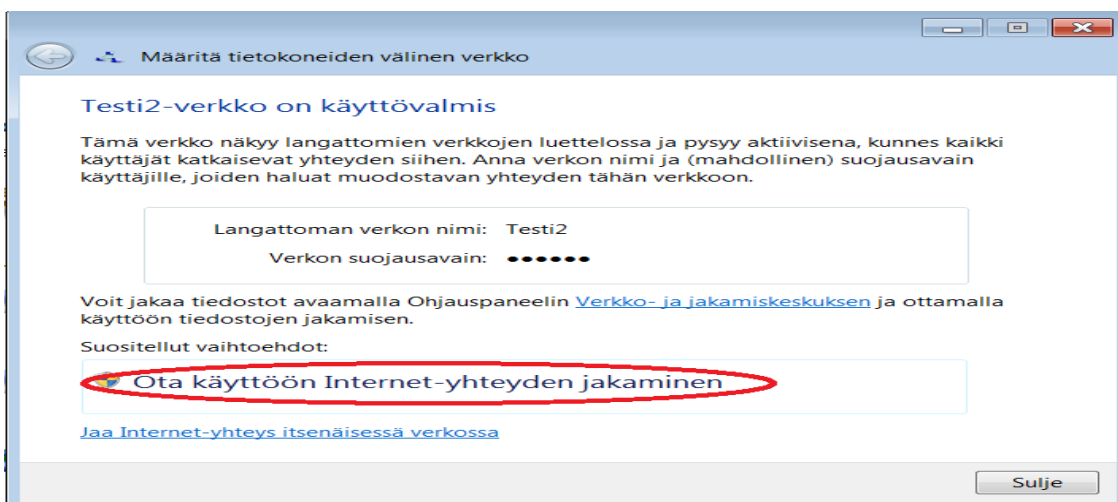 Määritä tietokoneiden välinen verkko
Testi2-verkko on käyttövalmis
Tämä verkko näkyy langattomien verkkojen luettelossa ja pysyy aktiivisena, kunnes kaikki
käyttäjät katkaisevat yhteyden siihen. Anna verkon nimi ja (mahdollinen) suojausavain
käyttäjille, joiden haluat muodostavan yhteyden tähän verkkoon.
Langattoman verkon nimi: Testi2
Verkon suojausavain: ●●●●●●
Voit jakaa tiedostot avaamalla Ohjauspaneelin Verkko- ja jakamiskeskuksen ja ottamalla
käyttöön tiedostojen jakamisen.
Suositellut vaihtoehdot:
Ota käyttöön Internet-yhteyden jakaminen
Jaa Internet-yhteys itsenäisessä verkossa
Sulje